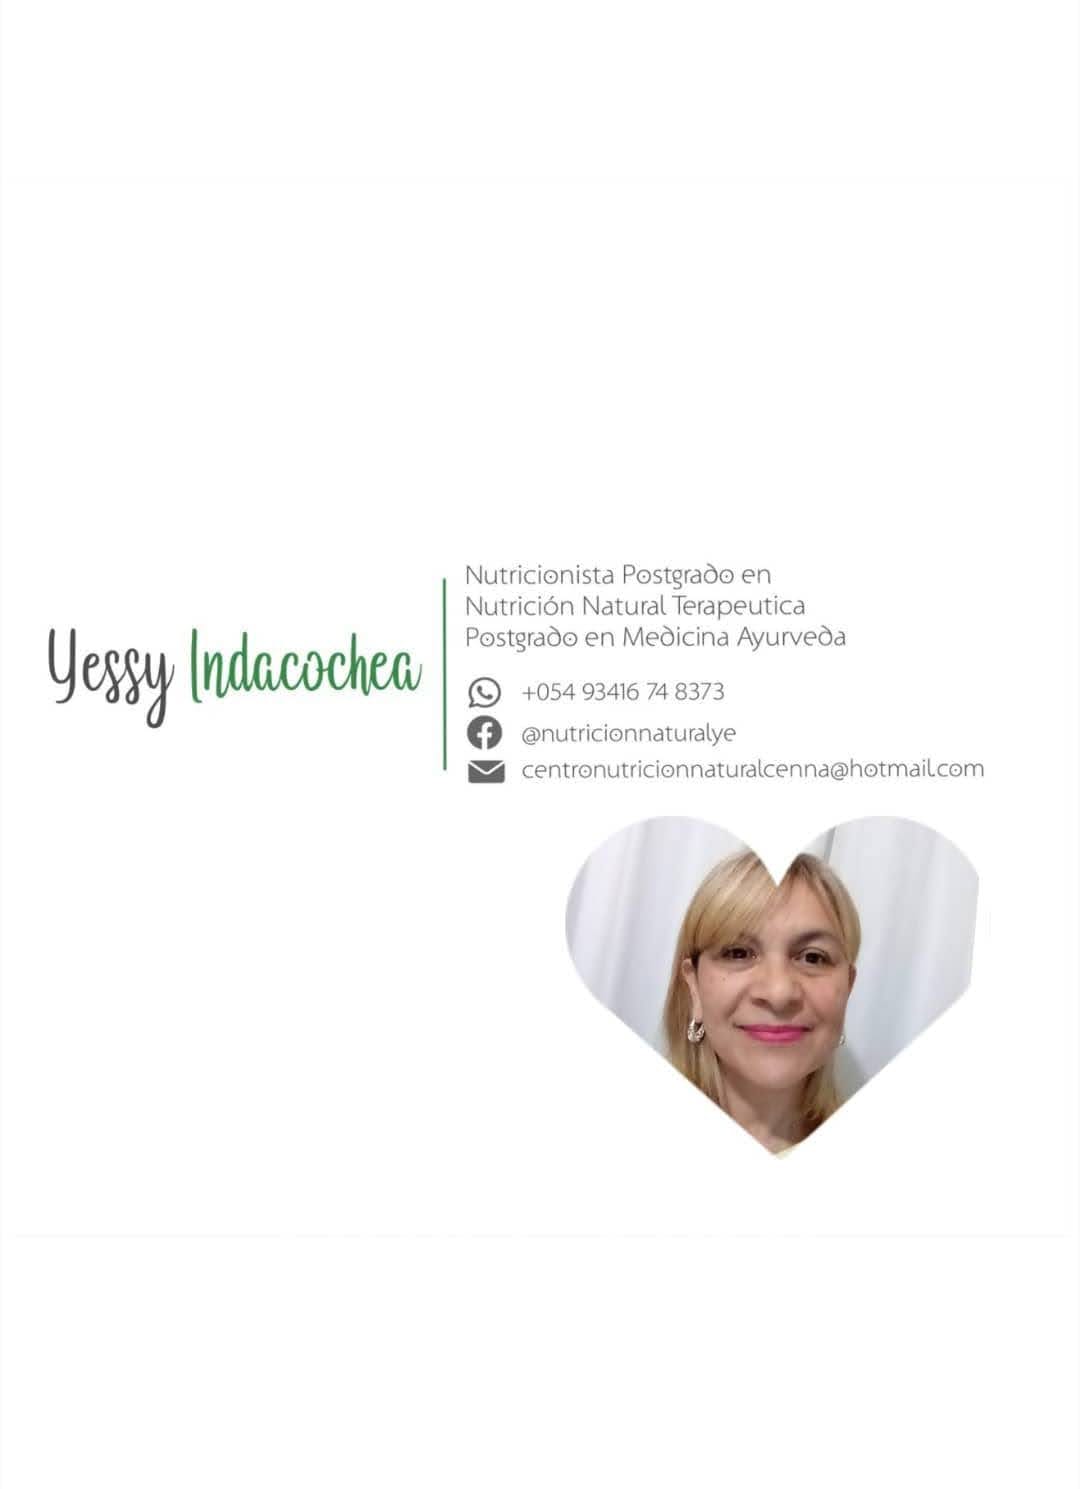 Yessy Indacochea
Nutricionista Postgrado en
Nutrición Natural Terapeutica
Postgrado en Medicina Ayurveda
+054 93416 74 8373
@nutricionnaturalye
centronutricionnaturalcenna@hotmail.com